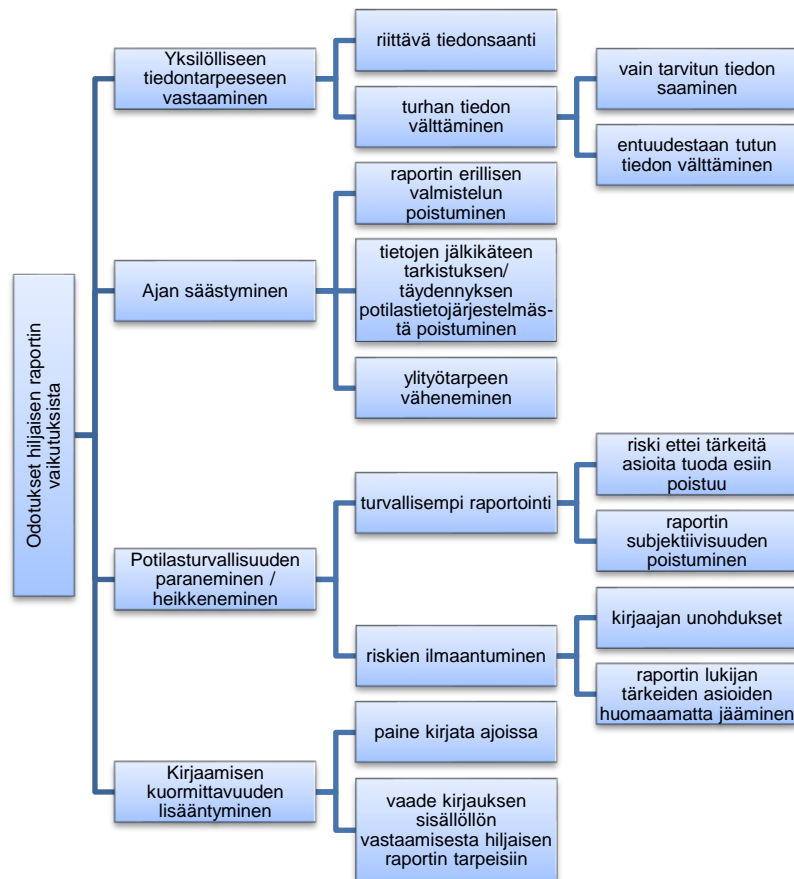 Odotukset hiljaisen raportin
vaikutuksista
Yksilölliseen
tiedontarpeeseen
vastaaminen
riittävä tiedonsaanti
turhan tiedon
välttäminen
vain tarvitun tiedon
saaminen
entuudestaan tutun
tiedon välttäminen
Ajan säästyminen
raportin erillisen
valmistelun
poistuminen
tietojen jälkikäteen
tarkistuksen/
täydennyksen
potilastietojärjestelmäs-
tä poistuminen
ylityötarpeen
väheneminen
Potilasturvallisuuden
paraneminen /
heikkeneminen
turvallisempi raportointi
riski ettei tärkeitä
asioita tuoda esiin
poistuu
raportin
subjektiivisuuden
poistuminen
riskien ilmaantuminen
kirjaajan unohdukset
raportin lukijan
tärkeiden asioiden
huomaamatta jääminen
Kirjaamisen
kuormittavuuden
lisääntyminen
paine kirjata ajoissa
vaade kirjauksen
sisällöllön
vastaamisesta hiljaisen
raportin tarpeisiin